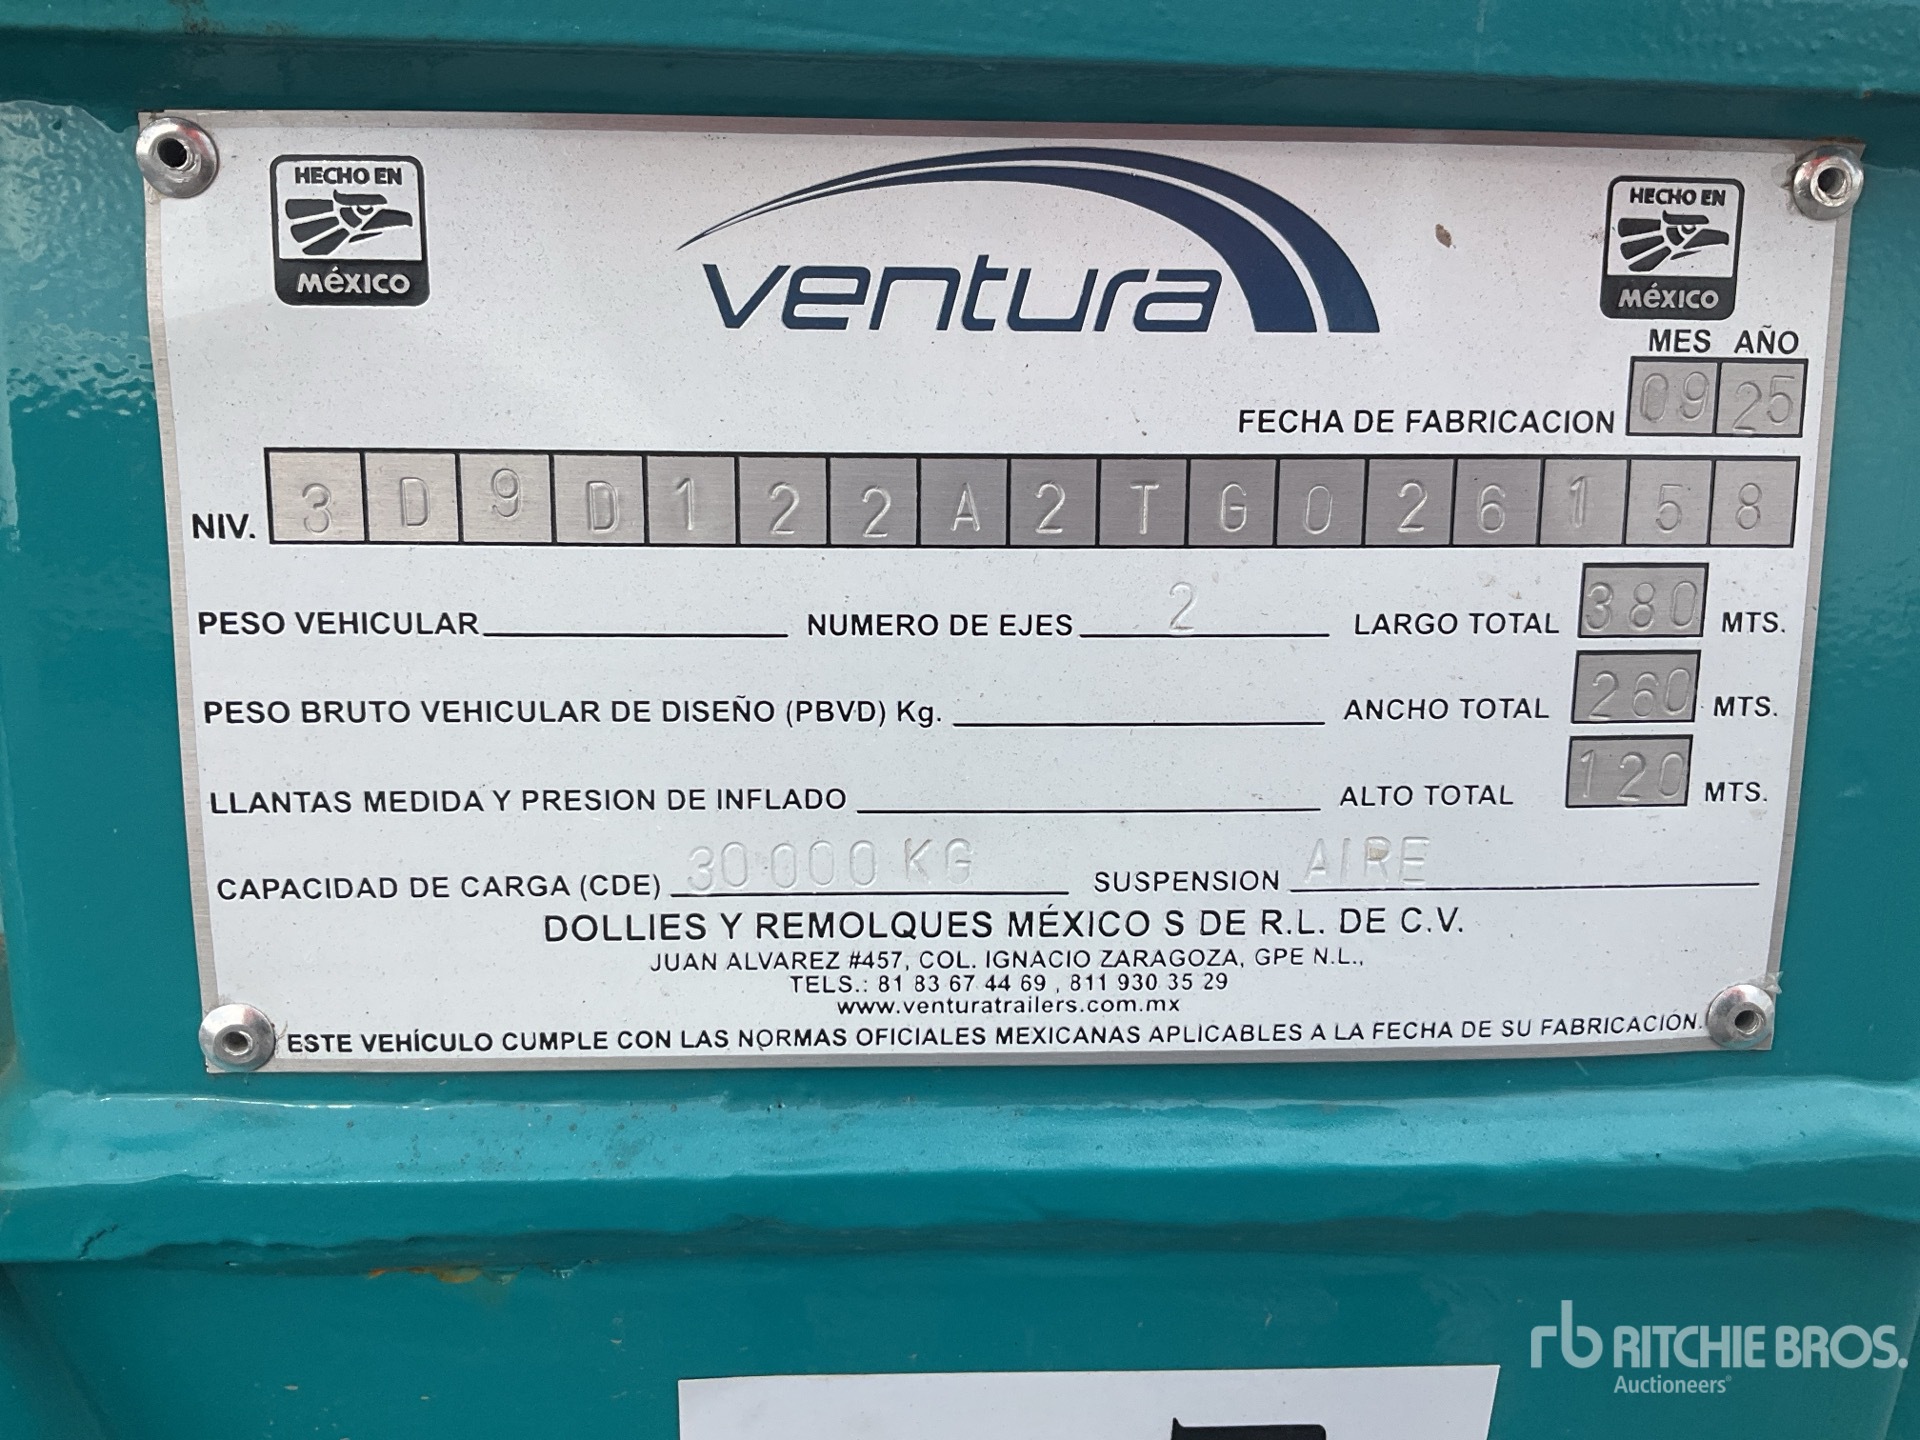 HECHO EN
MÉXICO
ventura
HECHO EN
MÉXICO
MES AÑO
FECHA DE FABRICACION 09 25
NIV. 3 D 9 D 1 2 2 A 2 T G 0 2 6 1 5 8
PESO VEHICULAR NUMERO DE EJES 2 LARGO TOTAL 380 MTS.
PESO BRUTO VEHICULAR DE DISEÑO (PBVD) Kg. ANCHO TOTAL 260 MTS.
LLANTAS MEDIDA Y PRESION DE INFLADO ALTO TOTAL 120 MTS.
CAPACIDAD DE CARGA (CDE) 30 000 KG SUSPENSION AIRE
DOLLIES Y REMOLQUES MÉXICO S DE R.L. DE C.V.
JUAN ALVAREZ #457, COL. IGNACIO ZARAGOZA, GPE N.L.,
TELS.: 81 83 67 44 69 , 811 930 35 29
www.venturatrailers.com.mx
ESTE VEHÍCULO CUMPLE CON LAS NORMAS OFICIALES MEXICANAS APLICABLES A LA FECHA DE SU FABRICACIÓN.
rb RITCHIE BROS.
Auctioneers